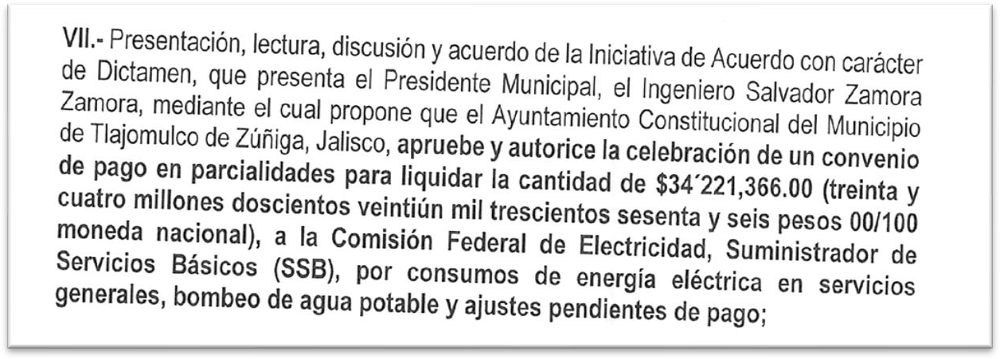 VII.- Presentación, lectura, discusión y acuerdo de la Iniciativa de Acuerdo con carácter
de Dictamen, que presenta el Presidente Municipal, el Ingeniero Salvador Zamora
Zamora, mediante el cual propone que el Ayuntamiento Constitucional del Municipio
de Tlajomulco de Zúñiga, Jalisco, apruebe y autorice la celebración de un convenio
de pago en parcialidades para liquidar la cantidad de $34´221,366.00 (treinta y
cuatro millones doscientos veintiún mil trescientos sesenta y seis pesos 00/100
moneda nacional), a la Comisión Federal de Electricidad, Suministrador de
Servicios Básicos (SSB), por consumos de energía eléctrica en servicios
generales, bombeo de agua potable y ajustes pendientes de pago;